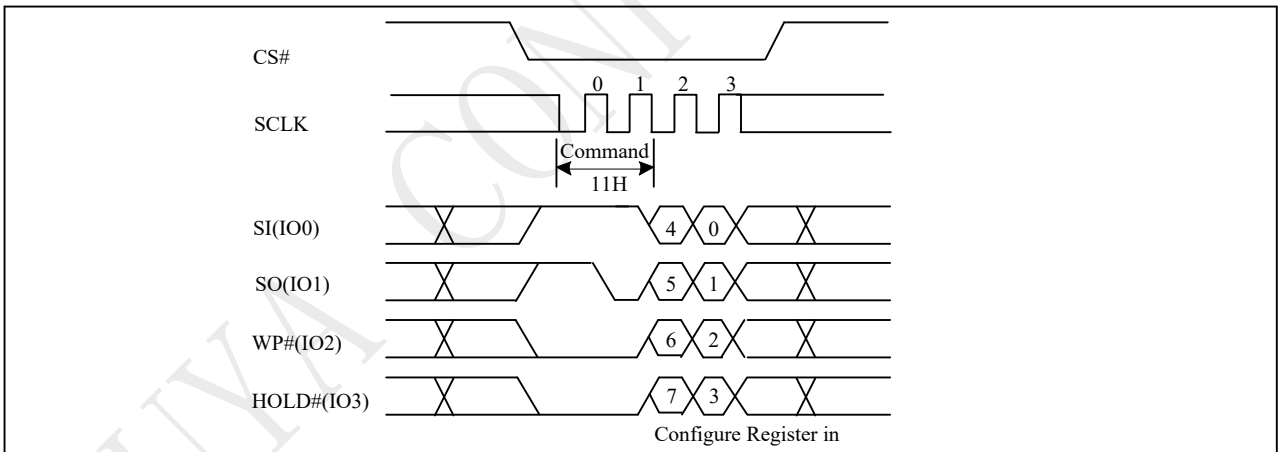 CS#
0 1 2 3
SCLK
Command
11H
SI(IO0)
4 0
SO(IO1)
5 1
WP#(IO2)
6 2
HOLD#(IO3)
7 3
Configure Register in